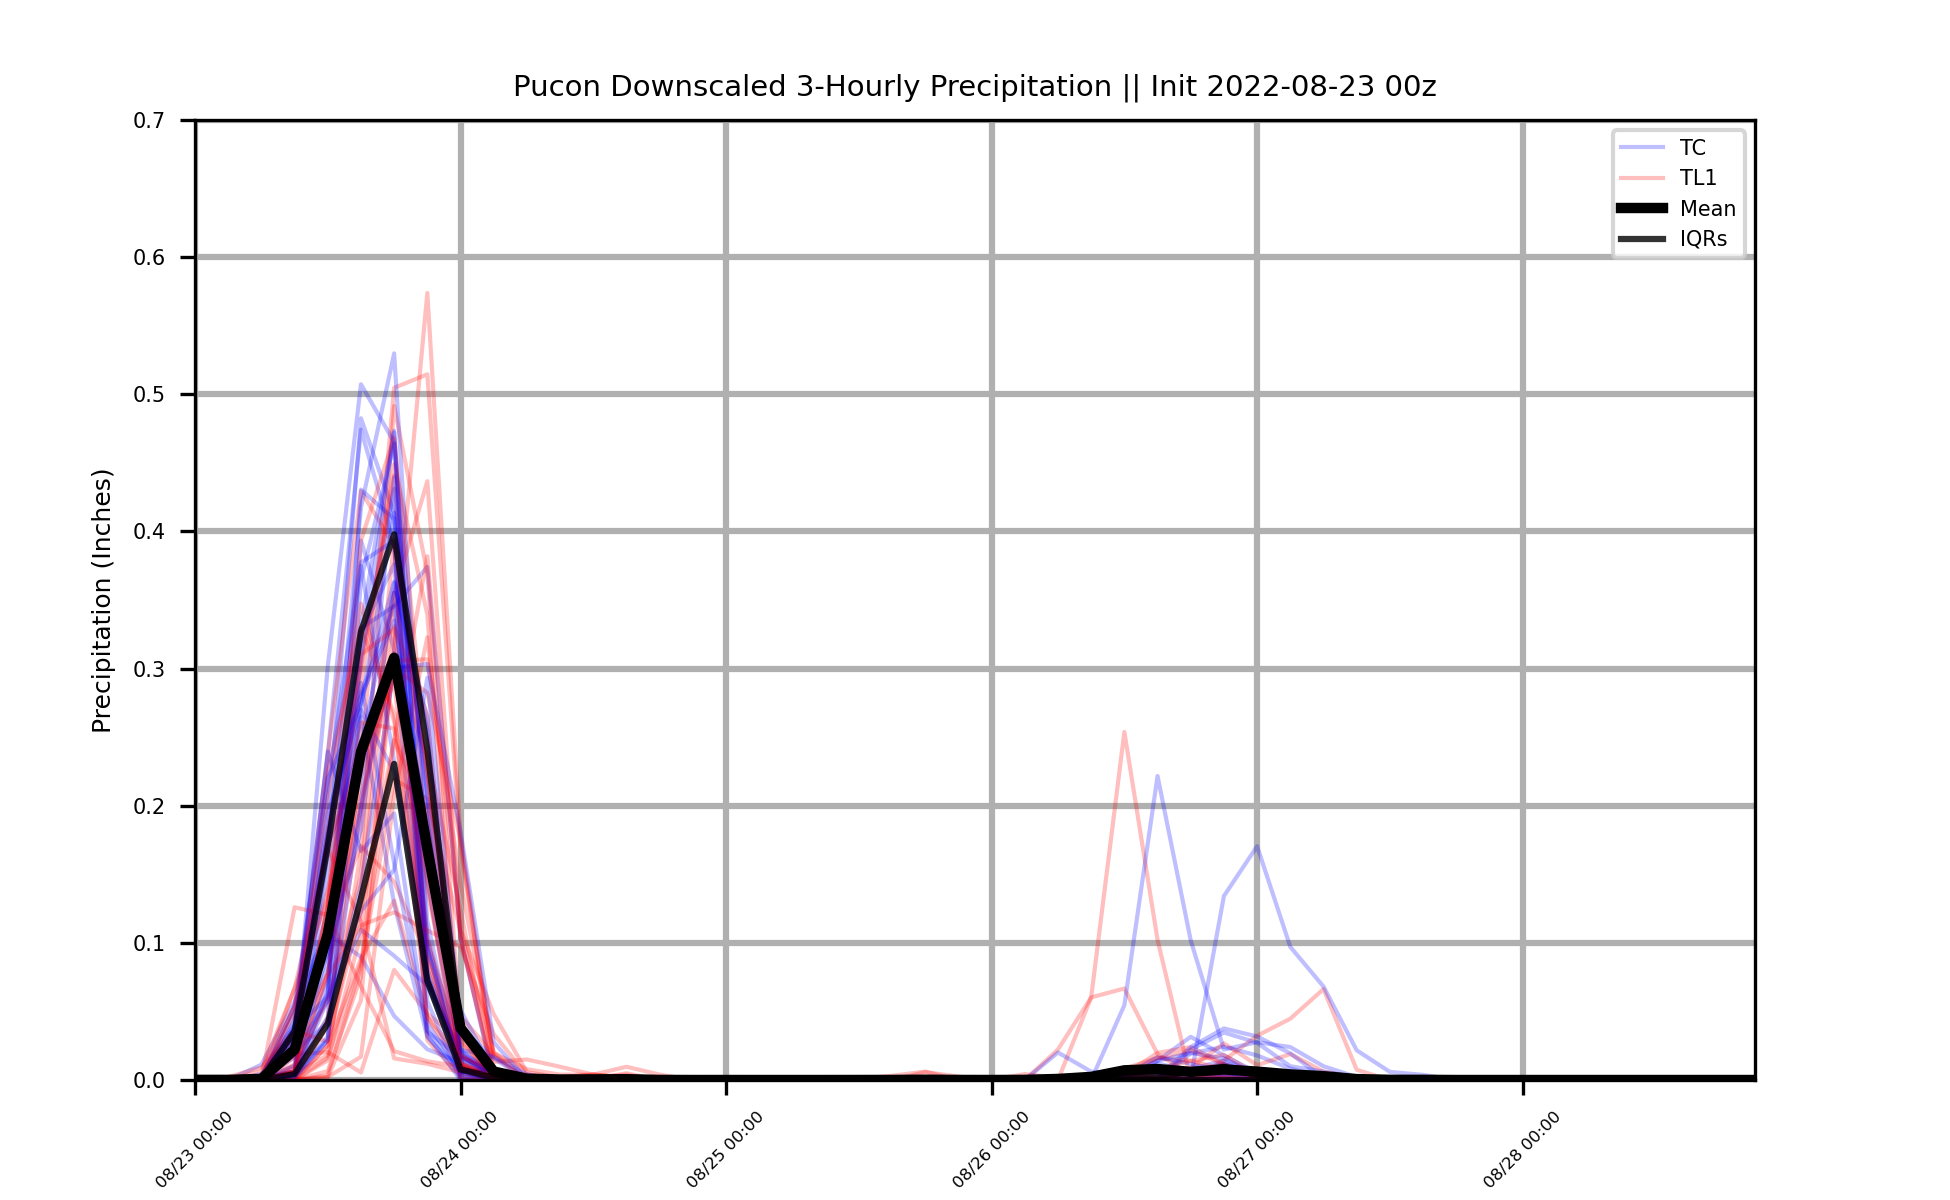 Pucon Downscaled 3-Hourly Precipitation || Init 2022-08-23 00z
TC
TL1
Mean
IQRs
Precipitation (Inches)
0.7
0.6
0.5
0.4
0.3
0.2
0.1
0.0
08/23 00:00
08/24 00:00
08/25 00:00
08/26 00:00
08/27 00:00
08/28 00:00